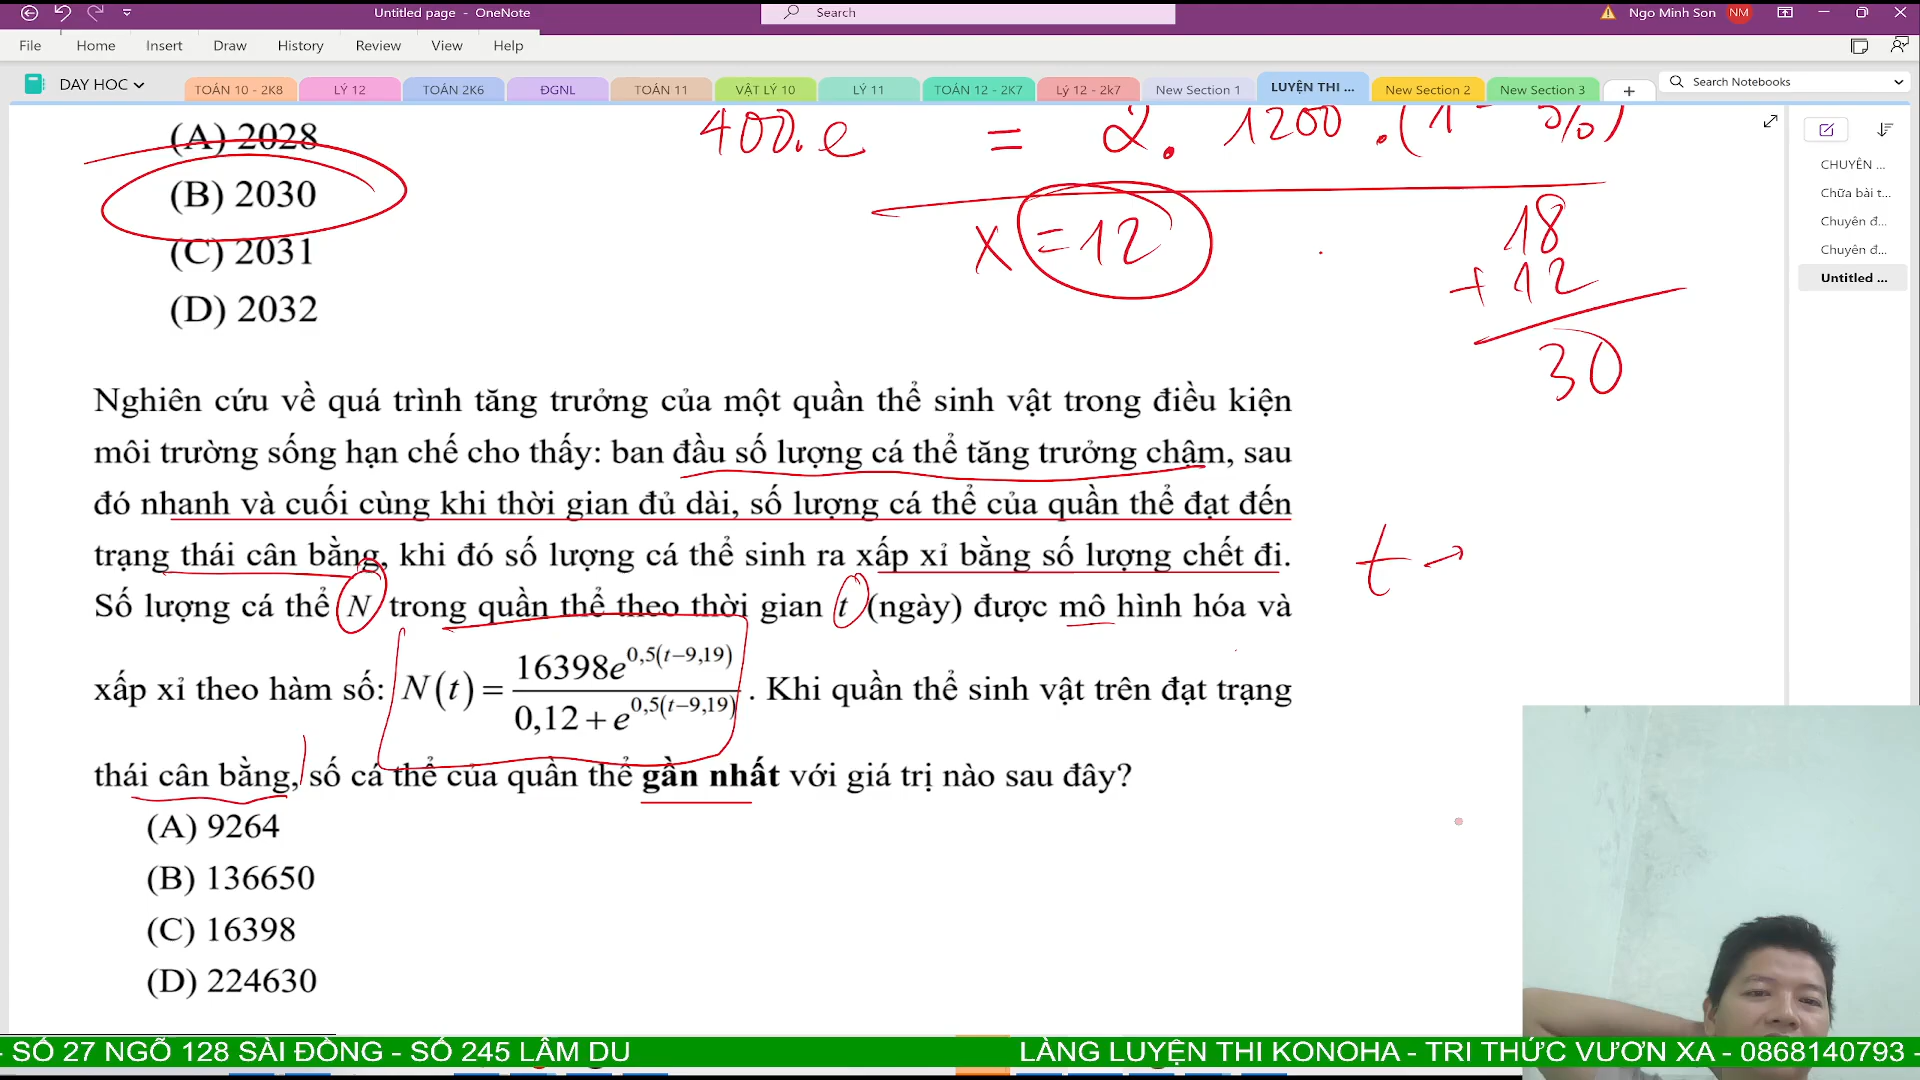 Untitled page - OneNote
Search
Ngo Minh Son
NM
File Home Insert Draw History Review View Help
DAY HOC
TOÁN 10 - 2K8 LÝ 12 TOÁN 2K6 ĐGNL TOÁN 11 VẬT LÝ 10 LÝ 11 TOÁN 12 - 2K7 Lý 12 - 2k7 New Section 1 LUYỆN THI ... New Section 2 New Section 3 +
Search Notebooks
CHUYÊN ...
Chữa bài t...
Chuyên đ...
Chuyên đ...
Untitled ...
(A) 2028
(B) 2030
(C) 2031
(D) 2032
400.e = 2. 1200 .(1- 5%)
x = 12
18
+ 12
30
Nghiên cứu về quá trình tăng trưởng của một quần thể sinh vật trong điều kiện
môi trường sống hạn chế cho thấy: ban đầu số lượng cá thể tăng trưởng chậm, sau
đó nhanh và cuối cùng khi thời gian đủ dài, số lượng cá thể của quần thể đạt đến
trạng thái cân bằng, khi đó số lượng cá thể sinh ra xấp xỉ bằng số lượng chết đi.
t →
Số lượng cá thể N trong quần thể theo thời gian t (ngày) được mô hình hóa và
xấp xỉ theo hàm số: N(t) = 16398e^{0,5(t−9,19)} / 0,12 + e^{0,5(t−9,19)} . Khi quần thể sinh vật trên đạt trạng
thái cân bằng, số cá thể của quần thể gần nhất với giá trị nào sau đây?
(A) 9264
(B) 136650
(C) 16398
(D) 224630
- SỐ 27 NGÕ 128 SÀI ĐỒNG - SỐ 245 LÂM DU LÀNG LUYỆN THI KONOHA - TRI THỨC VƯƠN XA - 0868140793 -